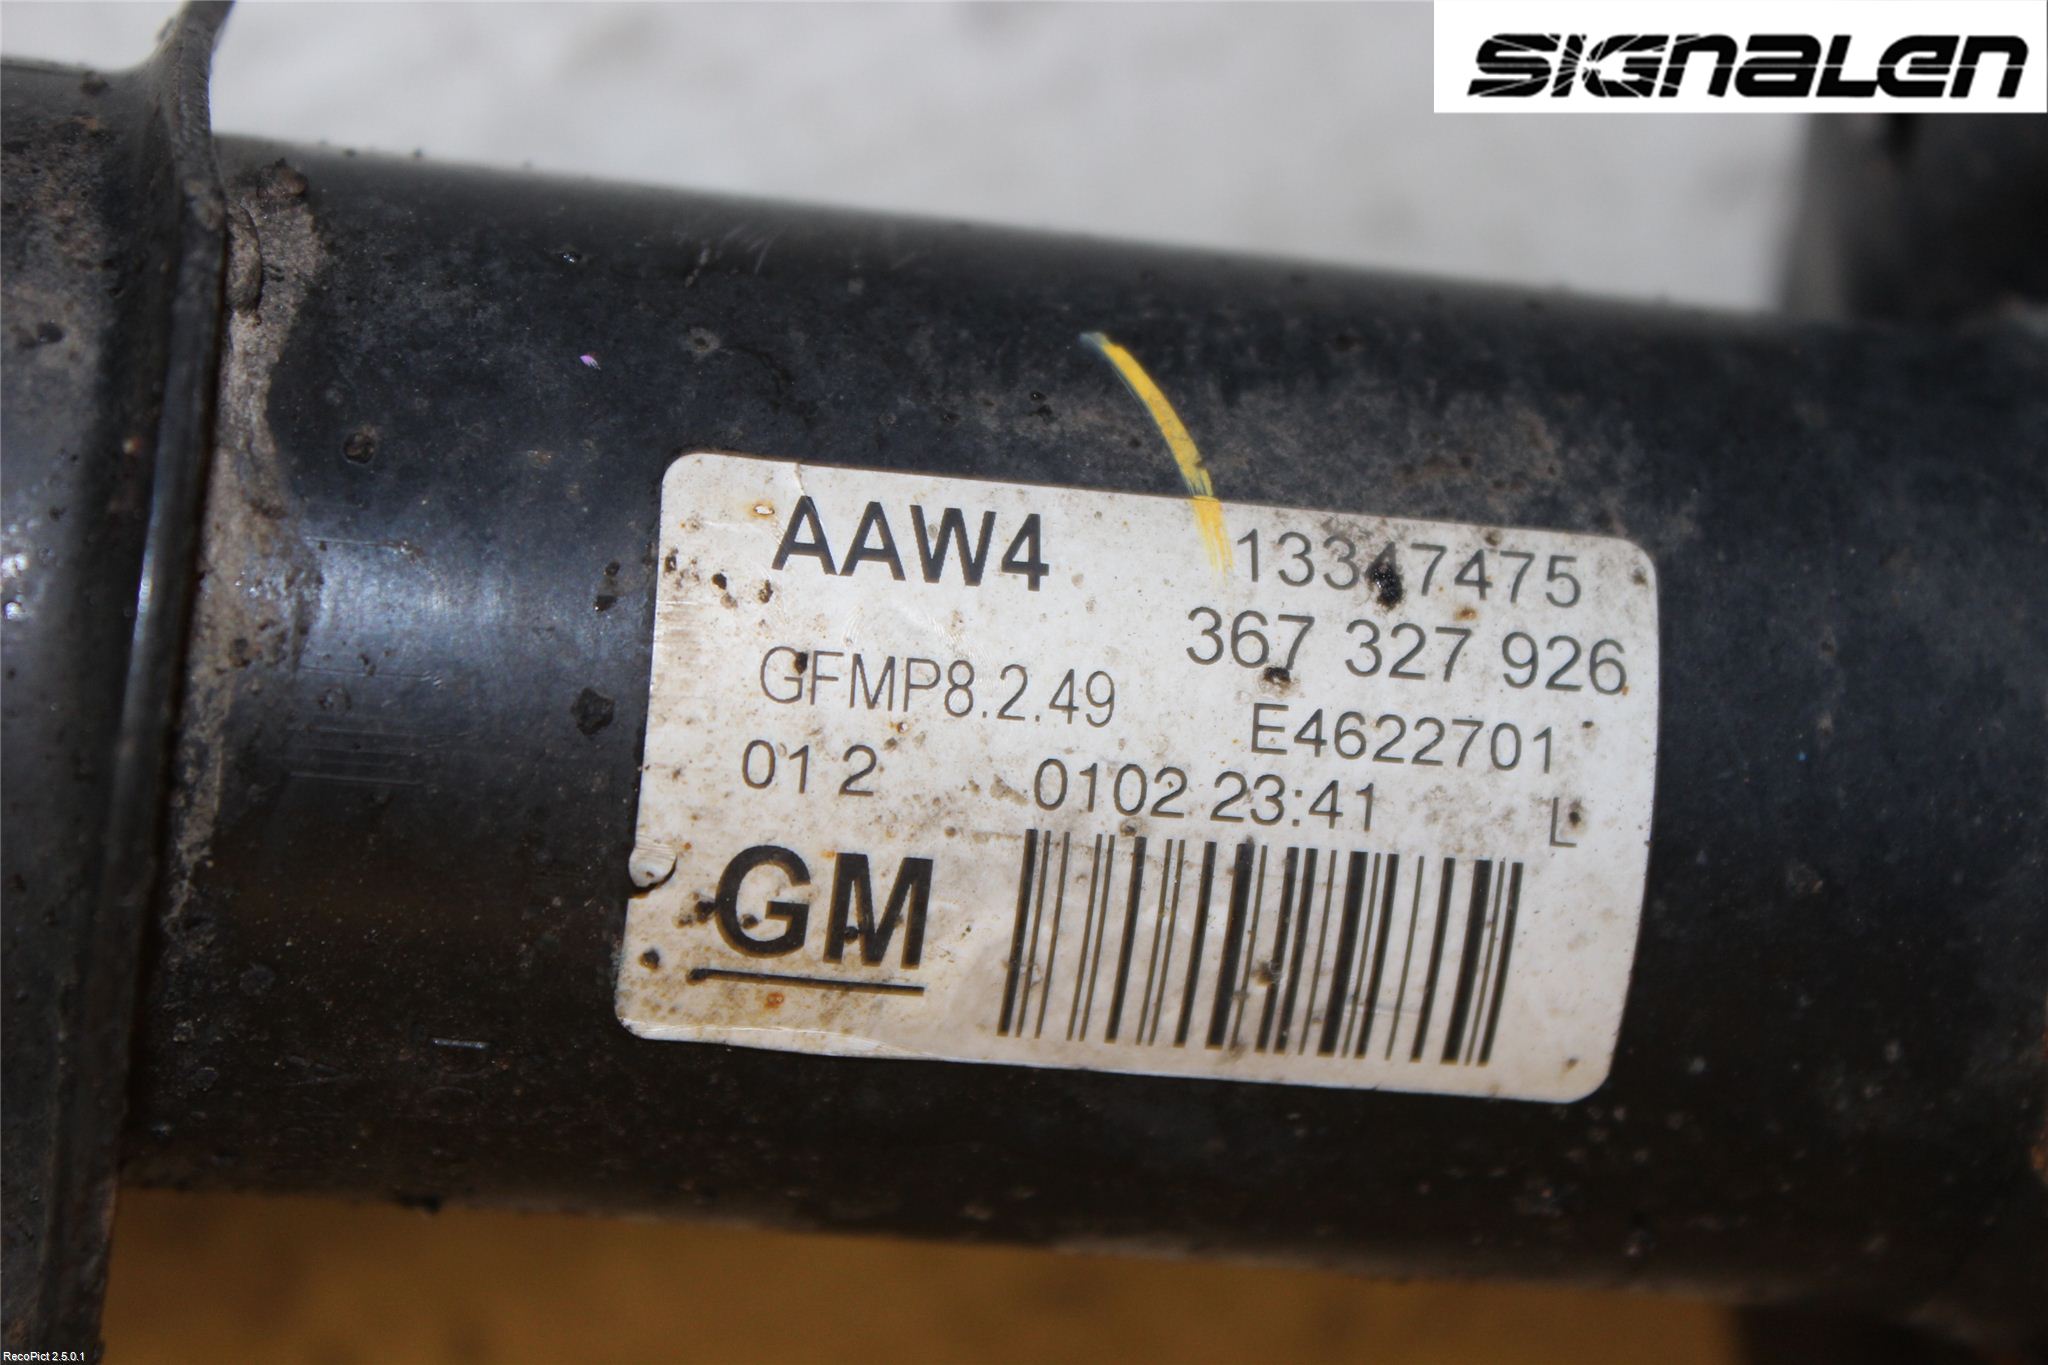 SIGNALEN
AAW4 13347475
367 327 926
GFMP8.2.49
E4622701
01 2 0102 23:41
L
GM
RecoPict 2.5.0.1